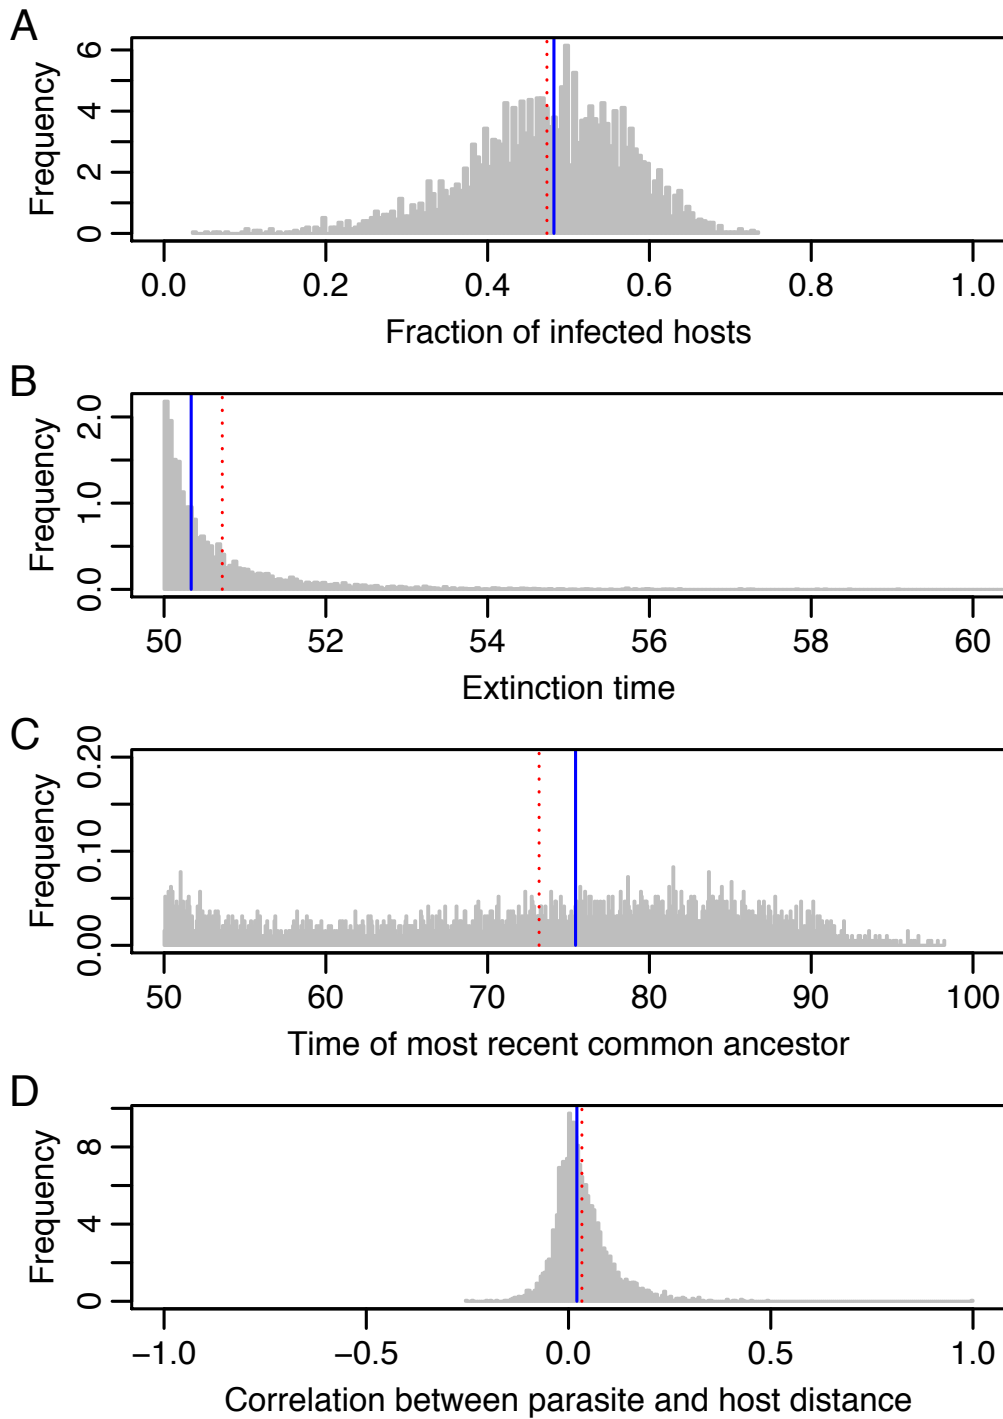 A
Frequency
0 2 4 6
0.0 0.2 0.4 0.6 0.8 1.0
Fraction of infected hosts
B
Frequency
0.0 1.0 2.0
50 52 54 56 58 60
Extinction time
C
Frequency
0.00 0.10 0.20
50 60 70 80 90 100
Time of most recent common ancestor
D
Frequency
0 4 8
−1.0 −0.5 0.0 0.5 1.0
Correlation between parasite and host distance